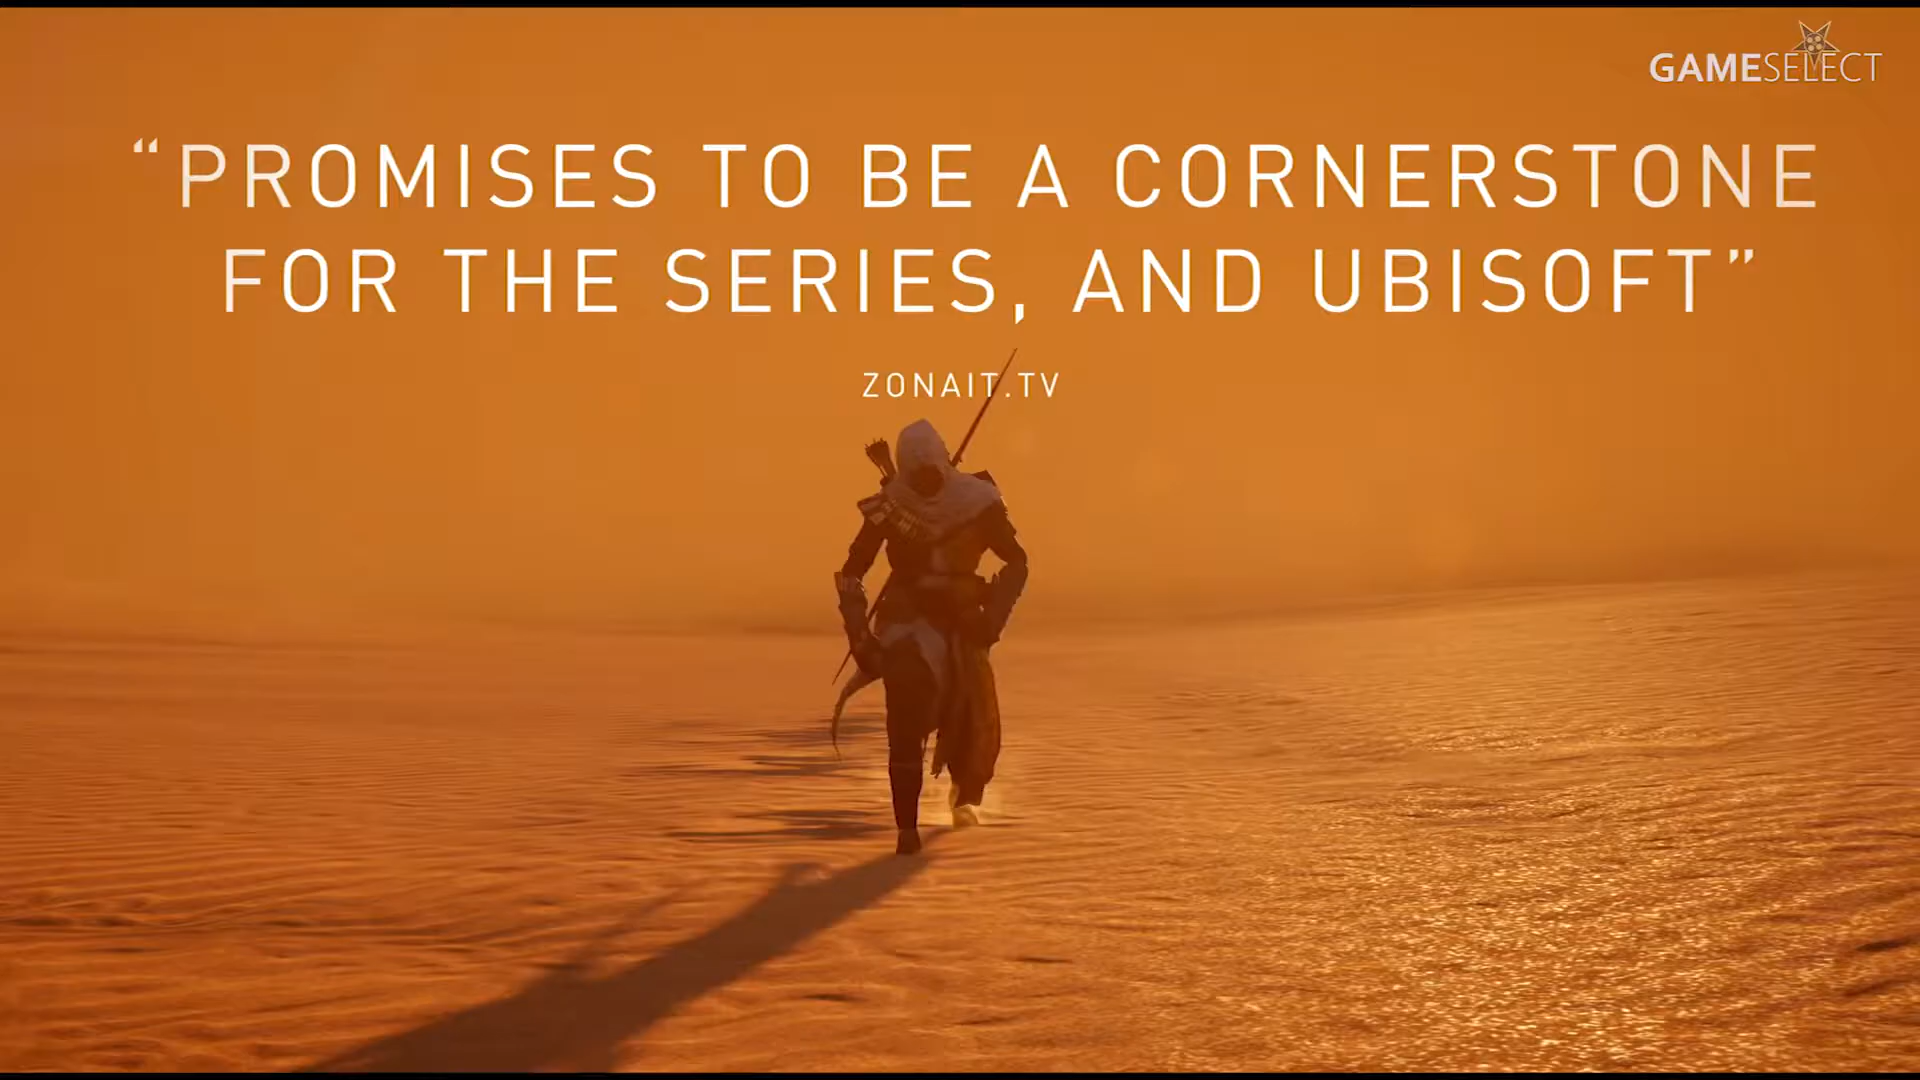 GAMESELECT
“PROMISES TO BE A CORNERSTONE
FOR THE SERIES, AND UBISOFT”
ZONAIT.TV